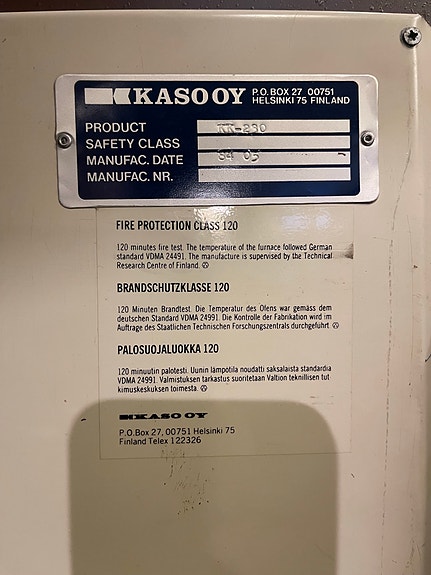 KASO OY P.O. BOX 27 00751
HELSINKI 75 FINLAND
PRODUCT KK-230
SAFETY CLASS
MANUFAC. DATE 84 05
MANUFAC. NR.
FIRE PROTECTION CLASS 120
120 minutes fire test. The temperature of the furnace followed German
standard VDMA 24491. The manufacture is supervised by the Technical
Research Centre of Finland.
BRANDSCHUTZKLASSE 120
120 Minuten Brandtest. Die Temperatur des Ofens war gemäss dem
deutschen Standard VDMA 24991. Die Kontrolle der Fabrikation wird im
Auftrage des Staatlichen Technischen Forschungszentrals durchgeführt
PALOSUOJALUOKKA 120
120 minuutin palotesti. Uunin lämpötila noudatti saksalaista standardia
VDMA 24991. Valmistuksen tarkastus suoritetaan Valtion teknillisen tut
kimuskeskuksen toimesta.
KASO OY
P.O.Box 27, 00751 Helsinki 75
Finland Telex 122326